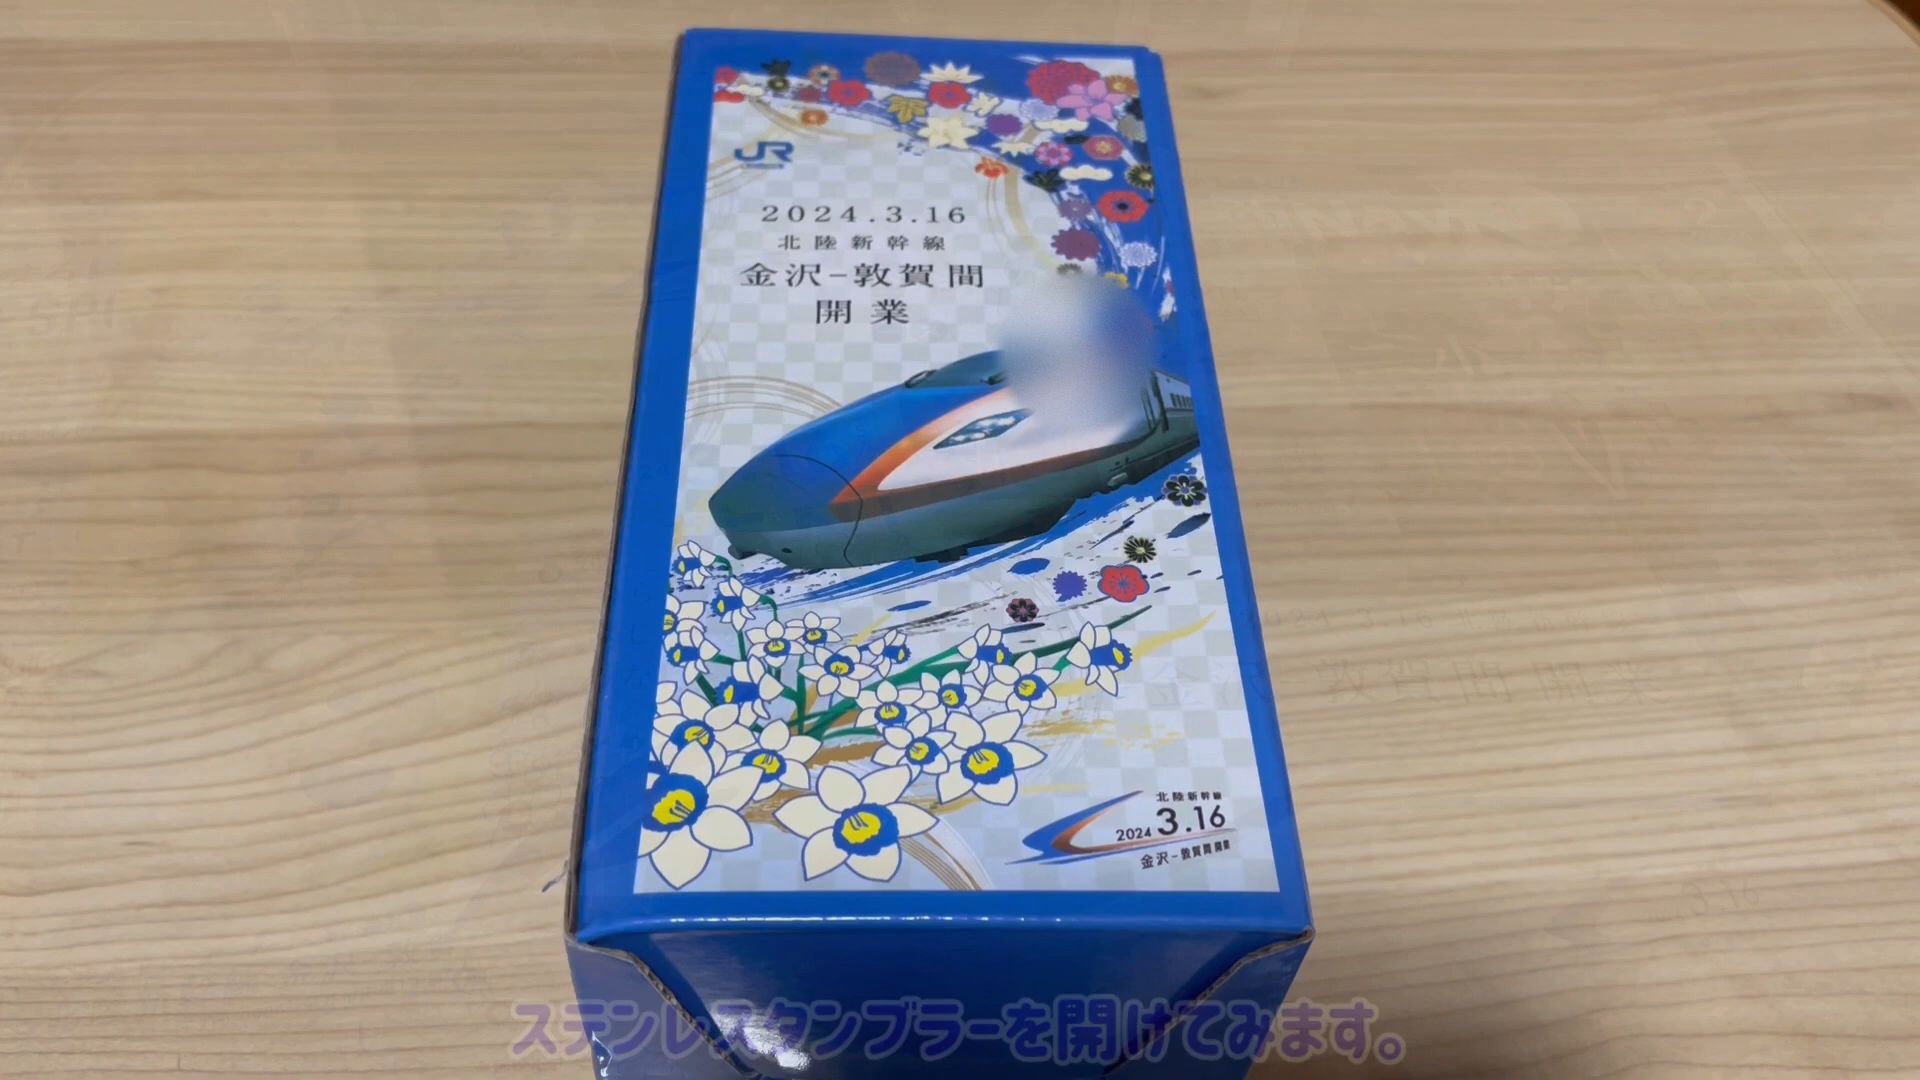 JR
2024.3.16
北陸新幹線
金沢-敦賀間
開業
北陸新幹線
2024 3.16
金沢-敦賀間開業
ステンレスタンブラーを開けてみます。